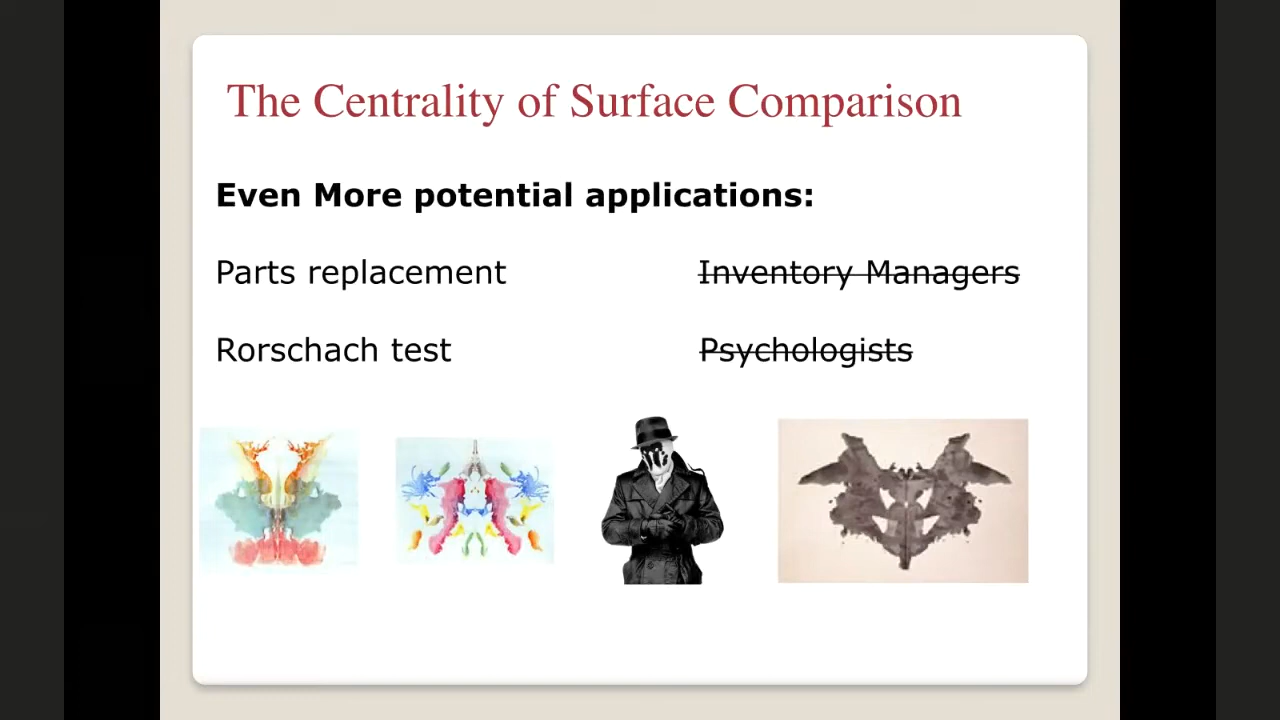 The Centrality of Surface Comparison
Even More potential applications:
Parts replacement Inventory Managers
Rorschach test Psychologists